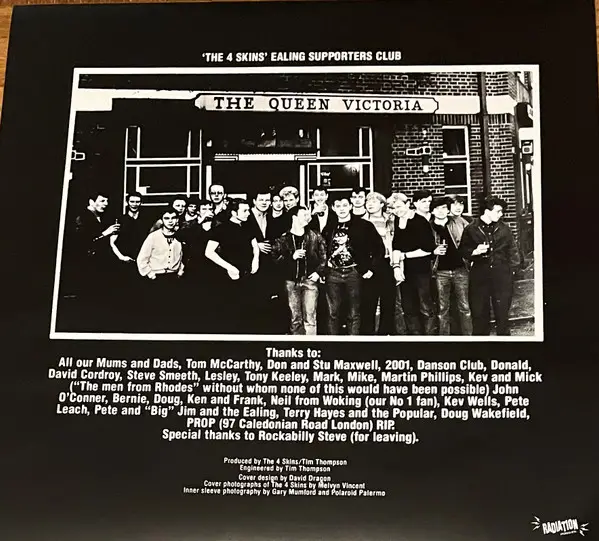 'THE 4 SKINS' EALING SUPPORTERS CLUB
THE QUEEN VICTORIA
Thanks to:
All our Mums and Dads, Tom McCarthy, Don and Stu Maxwell, 2001, Danson Club, Donald,
David Cordroy, Steve Smeeth, Lesley, Tony Keeley, Mark, Mike, Martin Phillips, Kev and Mick
("The men from Rhodes" without whom none of this would have been possible) John
O'Conner, Bernie, Doug, Ken and Frank, Neil from Woking (our No 1 fan), Kev Wells, Pete
Leach, Pete and "Big" Jim and the Ealing, Terry Hayes and the Popular, Doug Wakefield,
PROP (97 Caledonian Road London) RIP.
Special thanks to Rockabilly Steve (for leaving).
Produced by The 4 Skins/Tim Thompson
Engineered by Tim Thompson
Cover design by David Dragon
Cover photographs of The 4 Skins by Melvyn Vincent
Inner sleeve photography by Gary Mumford and Polaroid Palermo
RADIATION